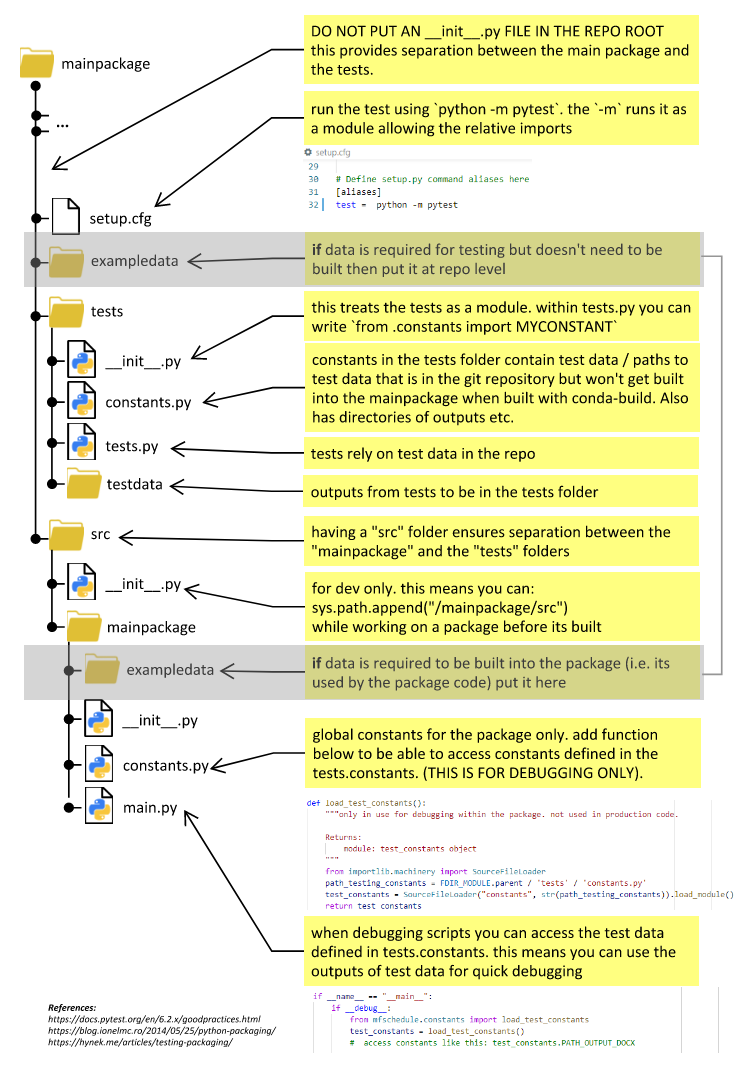 DO NOT PUT AN __init__.py FILE IN THE REPO ROOT
this provides separation between the main package and
the tests.
mainpackage
run the test using `python -m pytest`. the `-m` runs it as
a module allowing the relative imports
...
setup.cfg
29
30 # Define setup.py command aliases here
31 [aliases]
32 test = python -m pytest
setup.cfg
if data is required for testing but doesn't need to be
built then put it at repo level
exampledata
this treats the tests as a module. within tests.py you can
write `from .constants import MYCONSTANT`
tests
__init__.py
constants in the tests folder contain test data / paths to
test data that is in the git repository but won't get built
into the mainpackage when built with conda-build. Also
has directories of outputs etc.
constants.py
tests.py
tests rely on test data in the repo
testdata
outputs from tests to be in the tests folder
having a "src" folder ensures separation between the
"mainpackage" and the "tests" folders
src
__init__.py
for dev only. this means you can:
sys.path.append("/mainpackage/src")
while working on a package before its built
mainpackage
if data is required to be built into the package (i.e. its
used by the package code) put it here
exampledata
__init__.py
global constants for the package only. add function
below to be able to access constants defined in the
tests.constants. (THIS IS FOR DEBUGGING ONLY).
constants.py
main.py
def load_test_constants():
"""only in use for debugging within the package. not used in production code.
Returns:
module: test_constants object
"""
from importlib.machinery import SourceFileLoader
path_testing_constants = FDIR_MODULE.parent / 'tests' / 'constants.py'
test_constants = SourceFileLoader("constants", str(path_testing_constants)).load_module()
return test_constants
when debugging scripts you can access the test data
defined in tests.constants. this means you can use the
outputs of test data for quick debugging
if __name__ == "__main__":
if __debug__:
from mfschedule.constants import load_test_constants
test_constants = load_test_constants()
# access constants like this: test_constants.PATH_OUTPUT_DOCX
References:
https://docs.pytest.org/en/6.2.x/goodpractices.html
https://blog.ionelmc.ro/2014/05/25/python-packaging/
https://hynek.me/articles/testing-packaging/